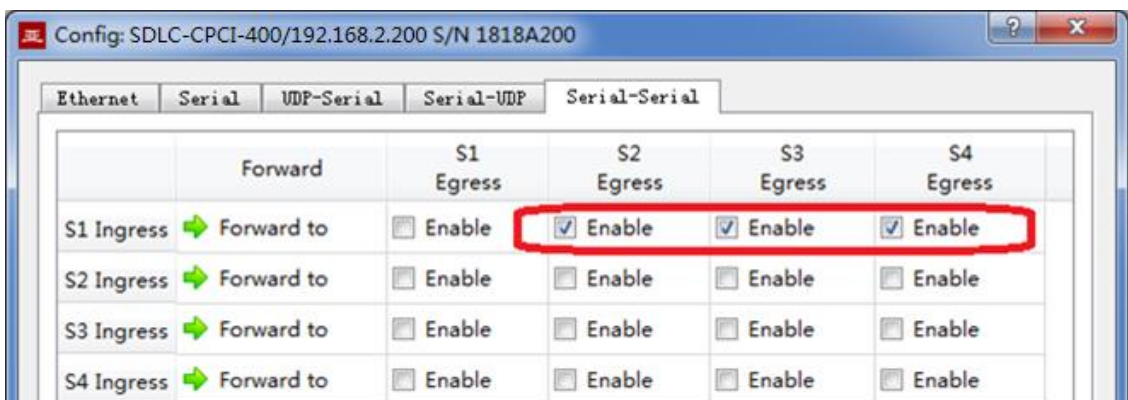 Config: SDLC-CPCI-400/192.168.2.200 S/N 1818A200
Ethernet Serial UDP-Serial Serial-UDP Serial-Serial
Forward S1 Egress S2 Egress S3 Egress S4 Egress
S1 Ingress Forward to Enable Enable Enable Enable
S2 Ingress Forward to Enable Enable Enable Enable
S3 Ingress Forward to Enable Enable Enable Enable
S4 Ingress Forward to Enable Enable Enable Enable